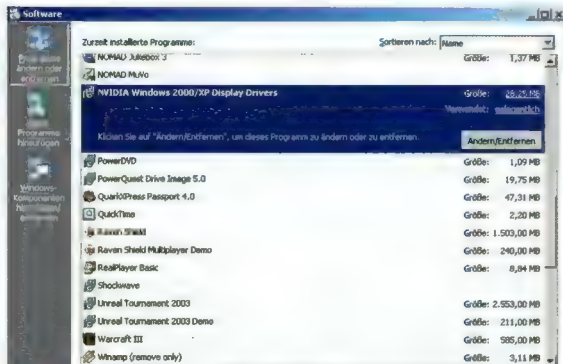 Software
Zurzeit installierte Programme:
Sortieren nach: Name
NOMAD Jukebox 3 Größe: 1,37 MB
NOMAD MuVo
NVIDIA Windows 2000/XP Display Drivers Größe:
Verwendet: gelegentlich
Klicken Sie auf "Ändern/Entfernen", um dieses Programm zu ändern oder zu entfernen.
Ändern/Entfernen
PowerDVD Größe: 1,09 MB
PowerQuest Drive Image 5.0 Größe: 19,75 MB
QuarkXPress Passport 4.0 Größe: 47,31 MB
QuickTime Größe: 2,20 MB
Raven Shield Größe: 1.503,00 MB
Raven Shield Multiplayer Demo Größe: 240,00 MB
RealPlayer Basic Größe: 8,84 MB
Shockwave
Unreal Tournament 2003 Größe: 2.553,00 MB
Unreal Tournament 2003 Demo Größe: 211,00 MB
Warcraft III Größe: 585,00 MB
Winamp (remove only) Größe: 3,11 MB
Programme
ändern oder
entfernen
Programme
hinzufügen
Windows-
Komponenten
hinzufügen/
entfernen